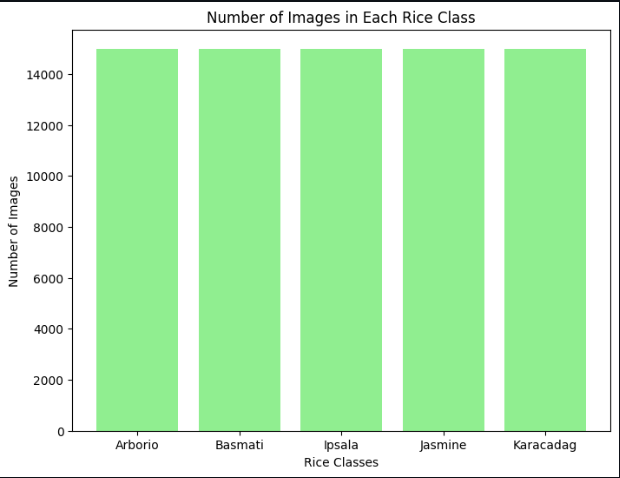 Number of Images in Each Rice Class
14000
12000
10000
8000
6000
4000
2000
0
Number of Images
Arborio Basmati Ipsala Jasmine Karacadag
Rice Classes